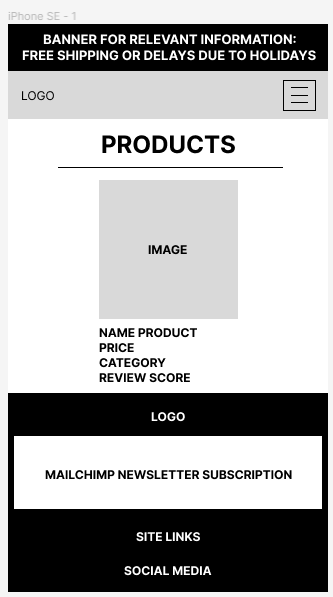 iPhone SE - 1
BANNER FOR RELEVANT INFORMATION:
FREE SHIPPING OR DELAYS DUE TO HOLIDAYS
LOGO
PRODUCTS
IMAGE
NAME PRODUCT
PRICE
CATEGORY
REVIEW SCORE
LOGO
MAILCHIMP NEWSLETTER SUBSCRIPTION
SITE LINKS
SOCIAL MEDIA